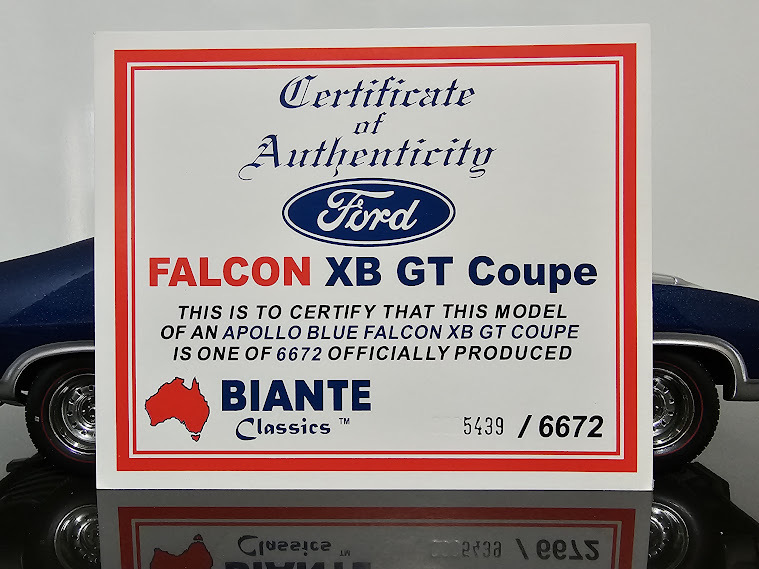 Certificate
of
Authenticity
Ford
FALCON XB GT Coupe
THIS IS TO CERTIFY THAT THIS MODEL
OF AN APOLLO BLUE FALCON XB GT COUPE
IS ONE OF 6672 OFFICIALLY PRODUCED
BIANTE
Classics ™
5439 / 6672